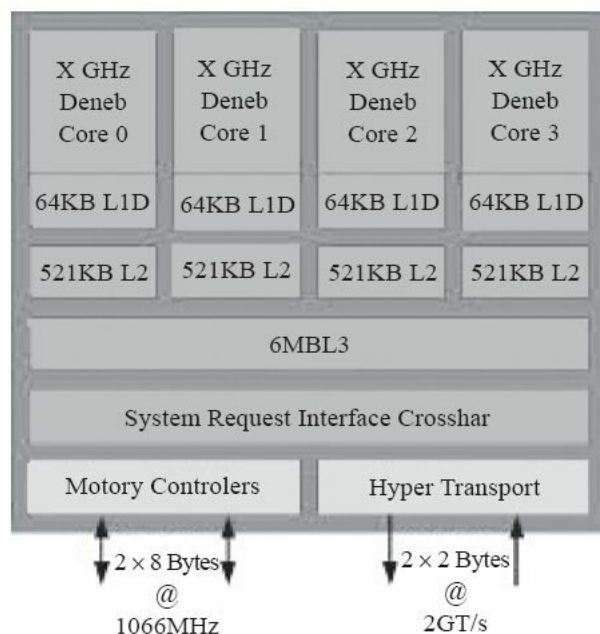 X GHz
Deneb
Core 0
X GHz
Deneb
Core 1
X GHz
Deneb
Core 2
X GHz
Deneb
Core 3
64KB L1D
64KB L1D
64KB L1D
64KB L1D
521KB L2
521KB L2
521KB L2
521KB L2
6MBL3
System Request Interface Crosshar
Motory Controlers
Hyper Transport
2 × 8 Bytes
@
1066MHz
2 × 2 Bytes
@
2GT/s